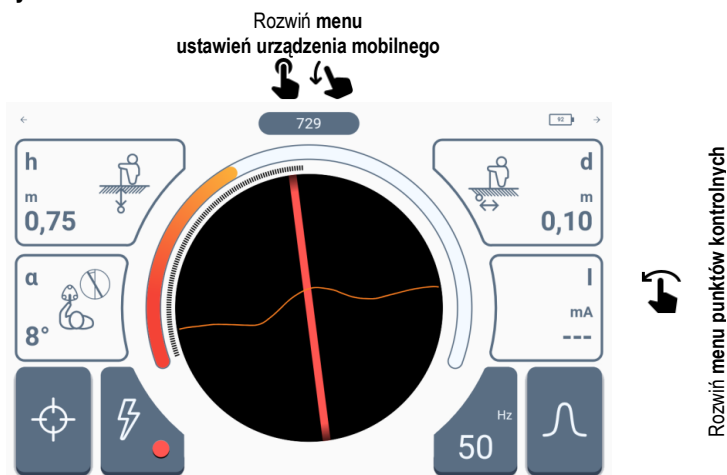 Rozwiń menu
ustawień urządzenia mobilnego
729
92
h
m
0,75
d
m
0,10
α
8°
I
mA
---
Hz
50
Rozwiń menu punktów kontrolnych